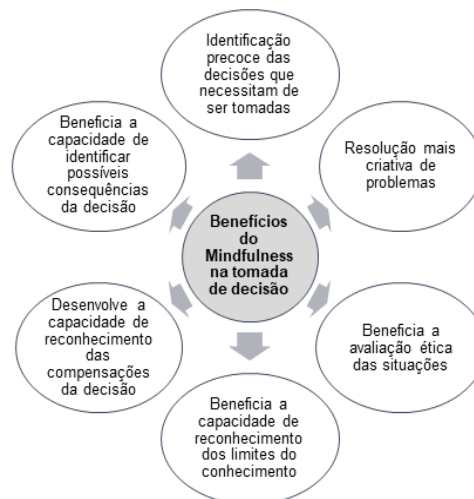 Identificação
precoce das
decisões que
necessitam de
ser tomadas
Beneficia a
capacidade de
identificar
possíveis
consequências
da decisão
Resolução mais
criativa de
problemas
Benefícios
do
Mindfulness
na tomada
de decisão
Desenvolve a
capacidade de
reconhecimento
das
compensações
da decisão
Beneficia a
avaliação ética
das situações
Beneficia a
capacidade de
reconhecimento
dos limites do
conhecimento